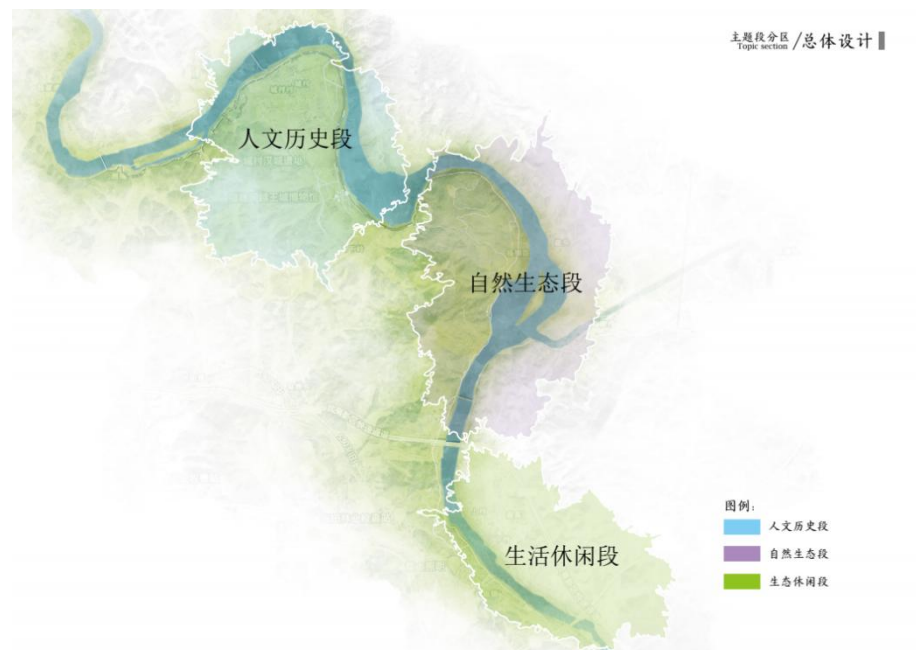 主题段分区
Topic section
/总体设计
人文历史段
自然生态段
生活休闲段
图例：
人文历史段
自然生态段
生态休闲段